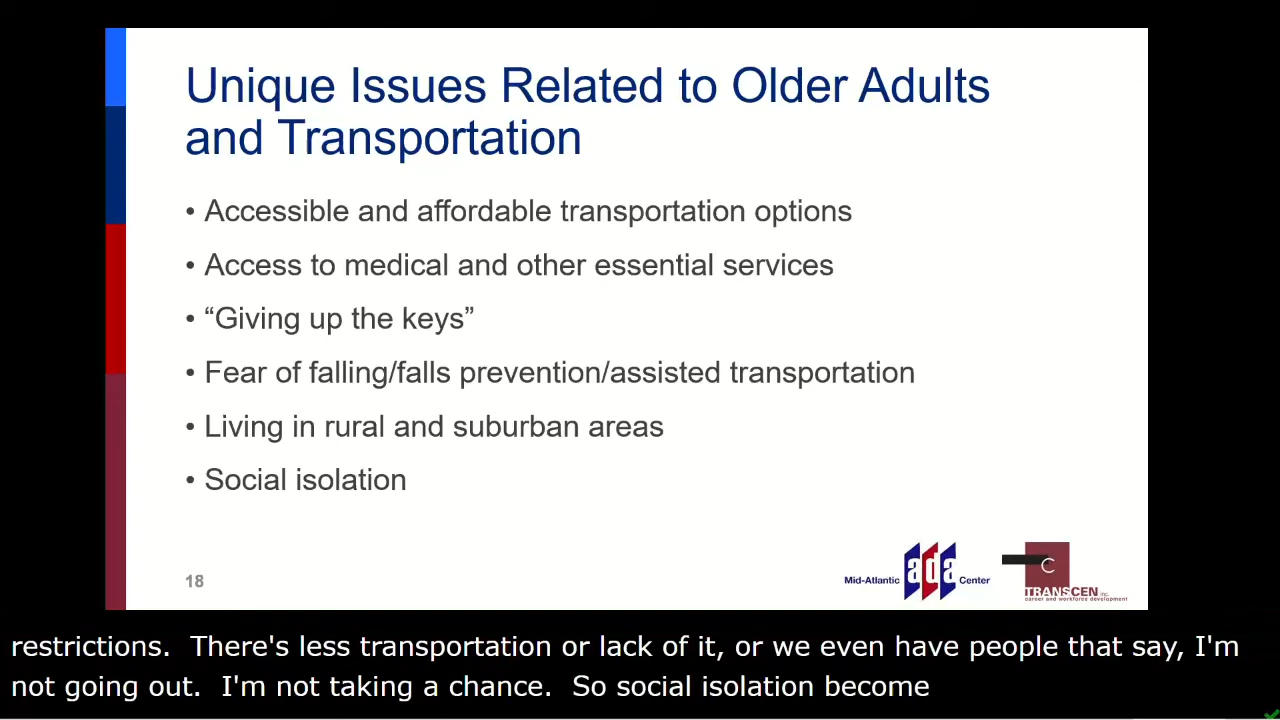 Unique Issues Related to Older Adults
and Transportation
• Accessible and affordable transportation options
• Access to medical and other essential services
• “Giving up the keys”
• Fear of falling/falls prevention/assisted transportation
• Living in rural and suburban areas
• Social isolation
18
Mid-Atlantic ada Center
C
TRANSCEN inc.
career and workforce development
restrictions.  There's less transportation or lack of it, or we even have people that say, I'm
not going out.  I'm not taking a chance.  So social isolation become